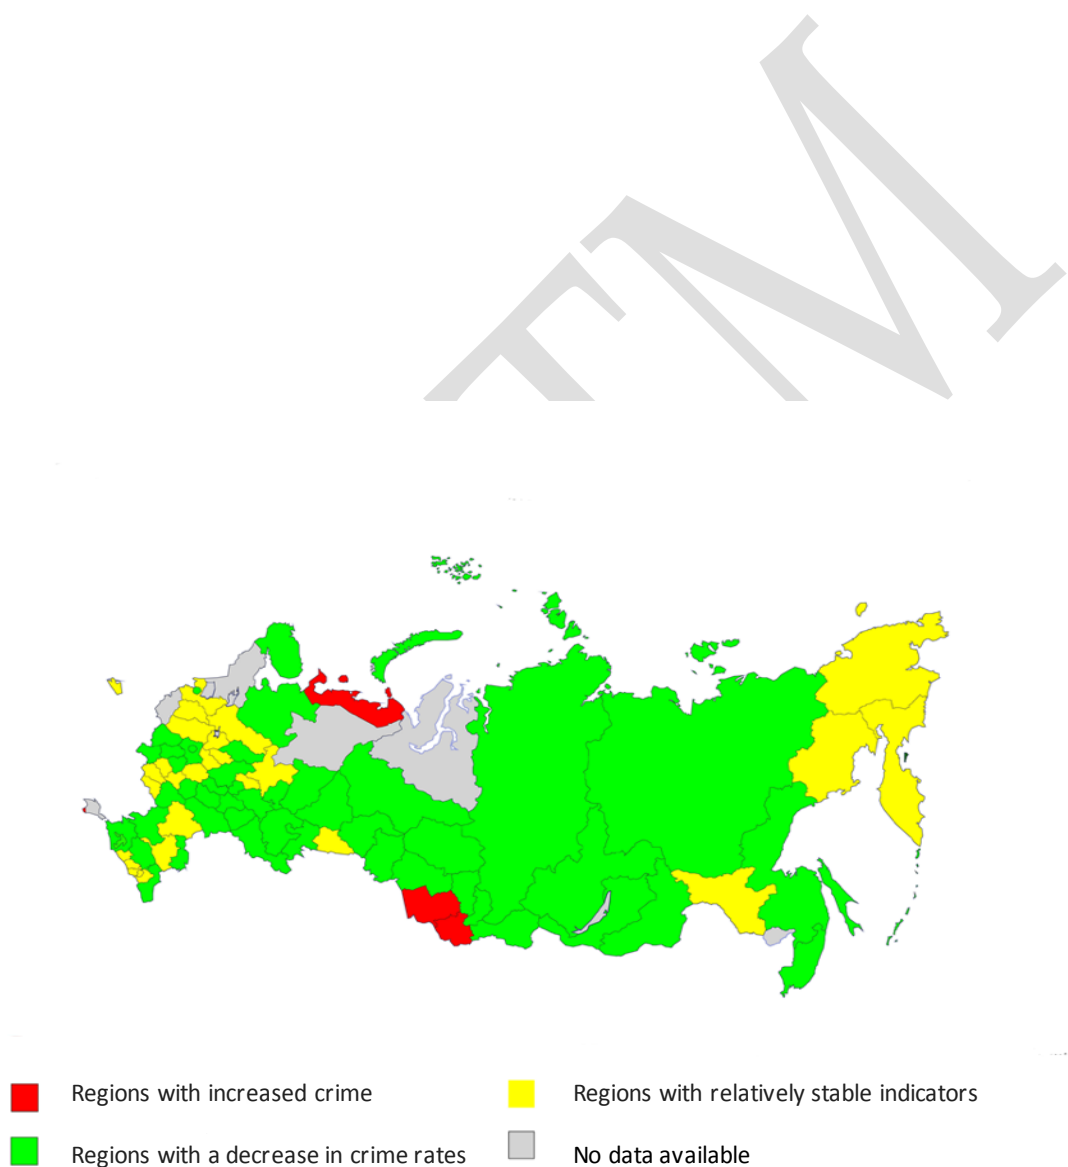 TM
Regions with increased crime
Regions with relatively stable indicators
Regions with a decrease in crime rates
No data available